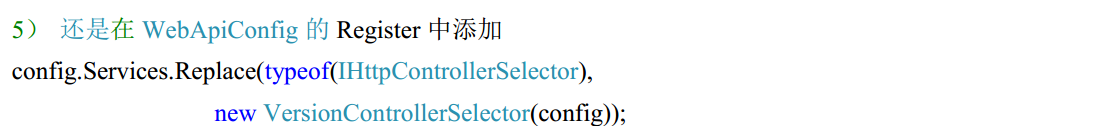 5） 还是在 WebApiConfig 的 Register 中添加
config.Services.Replace(typeof(IHttpControllerSelector),
new VersionControllerSelector(config));